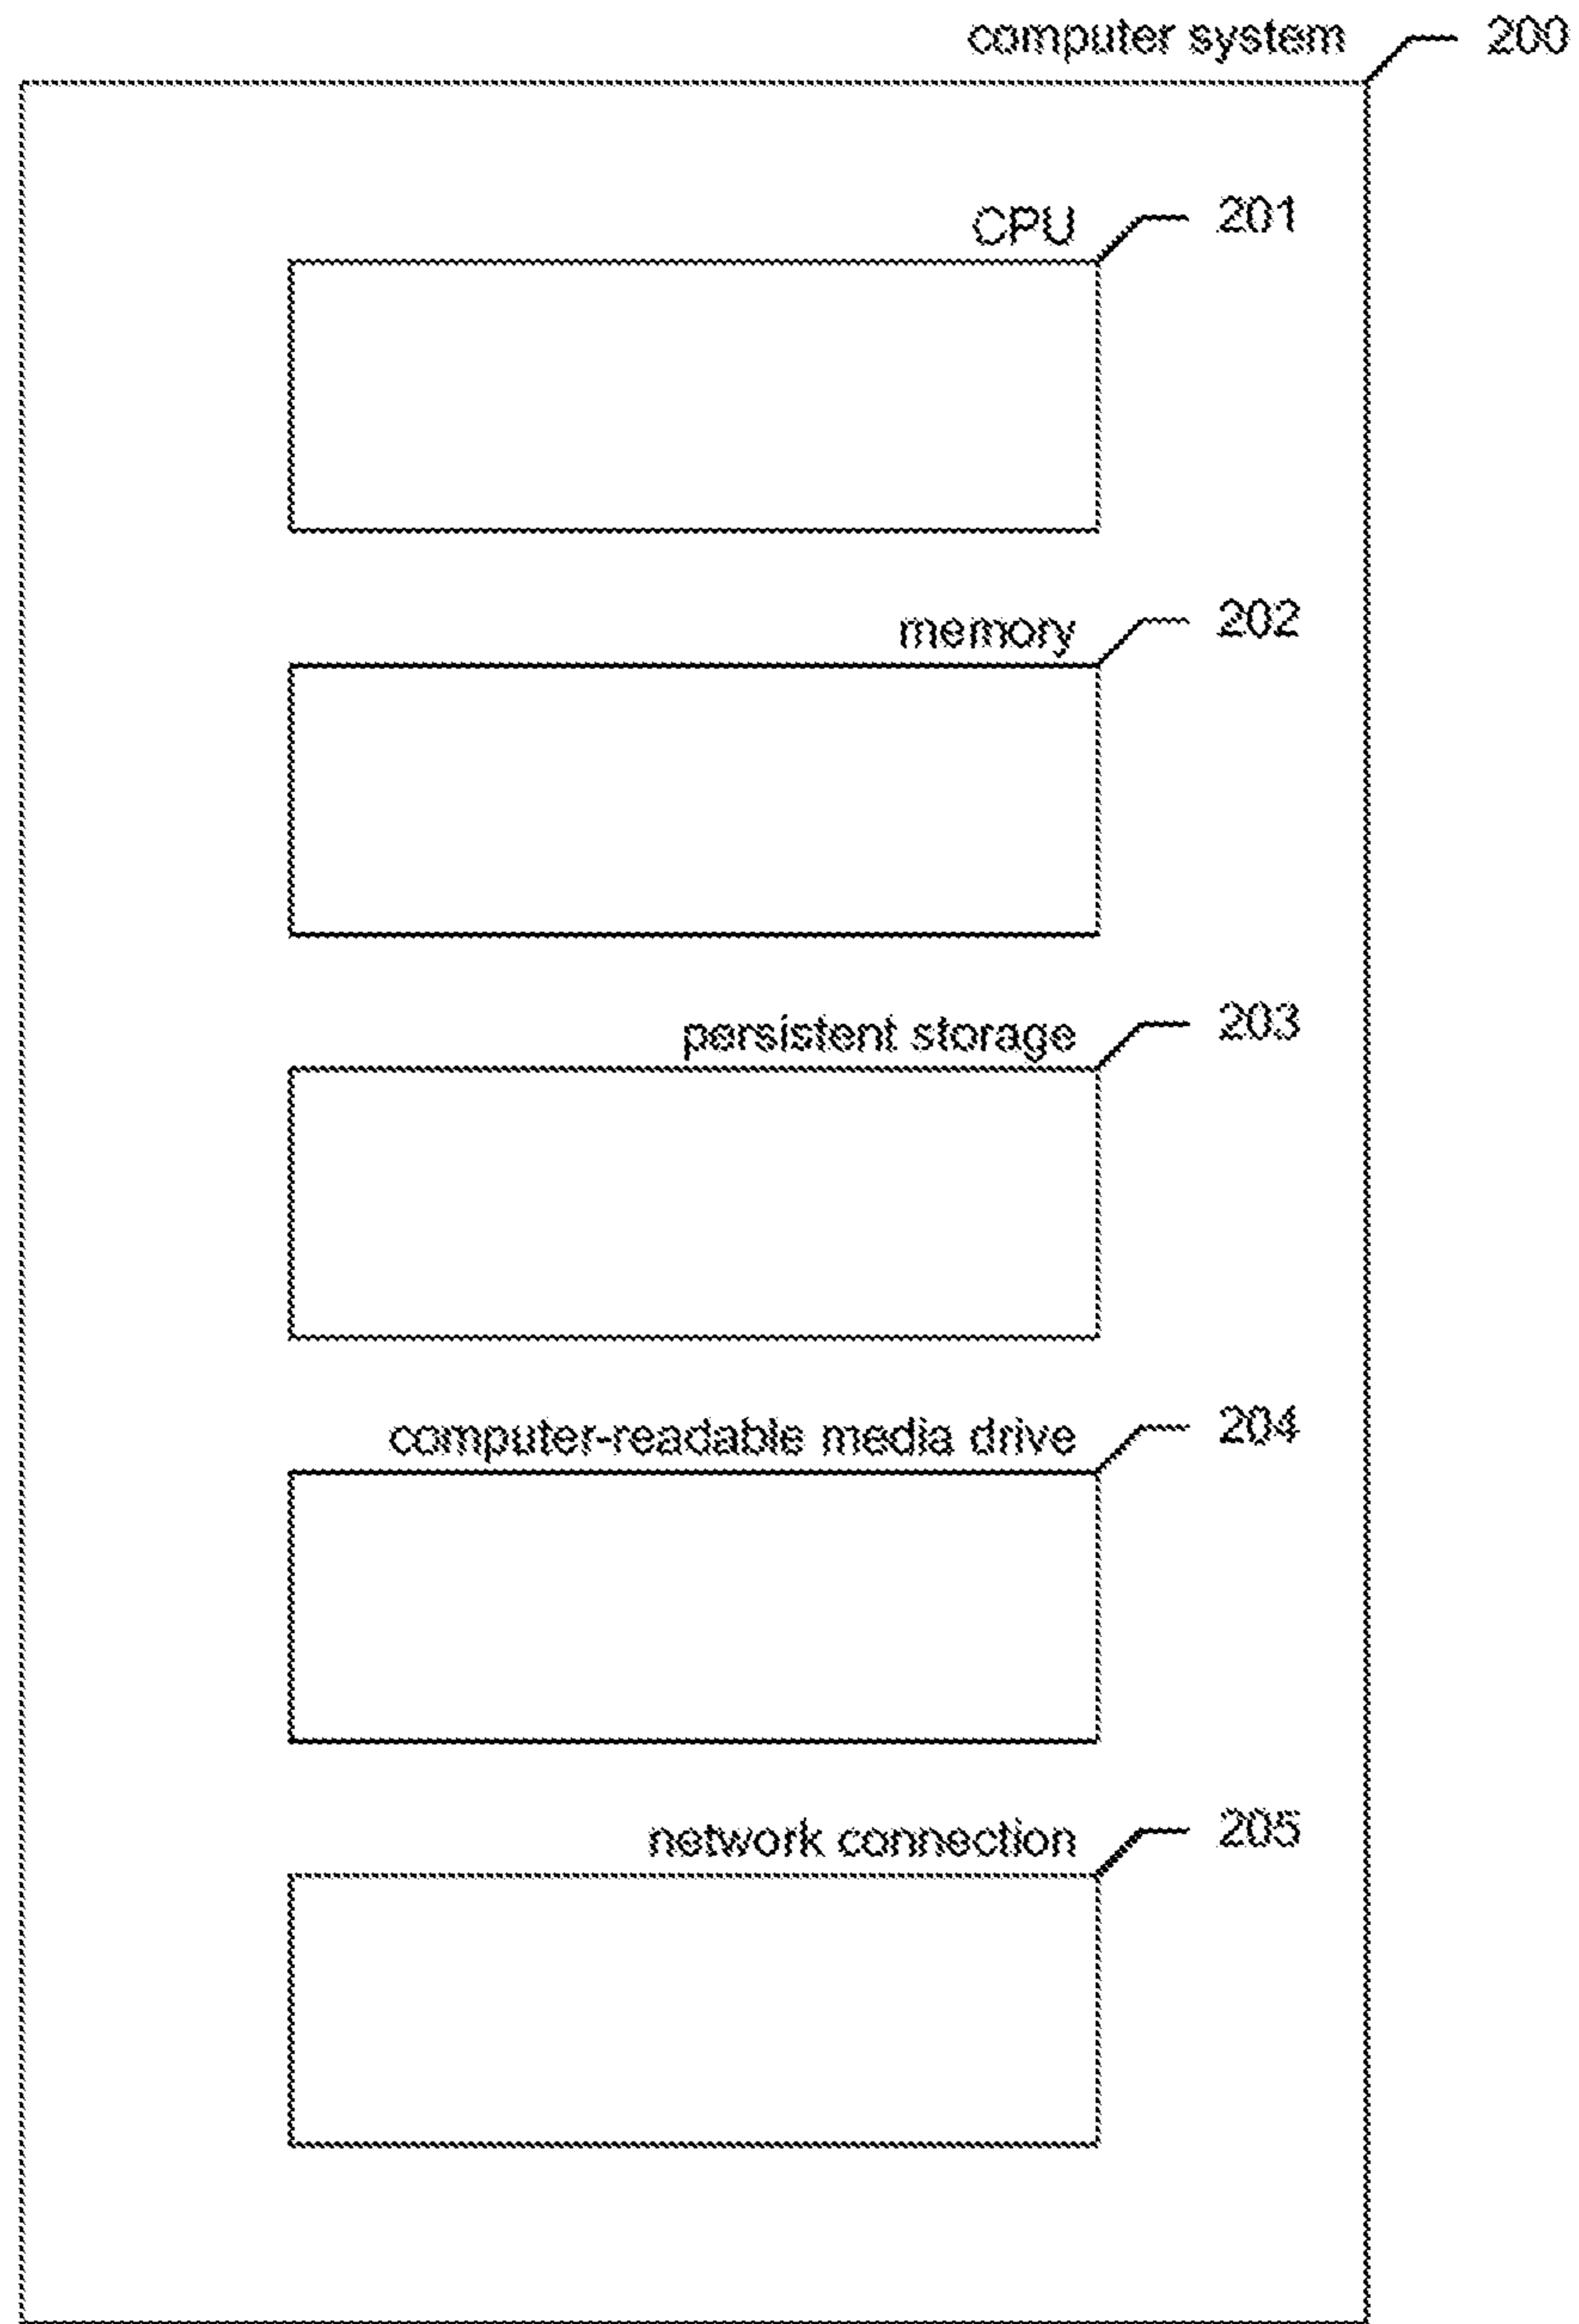 computer system 200
CPU 201
memory 202
persistent storage 203
computer-readable media drive 204
network connection 205